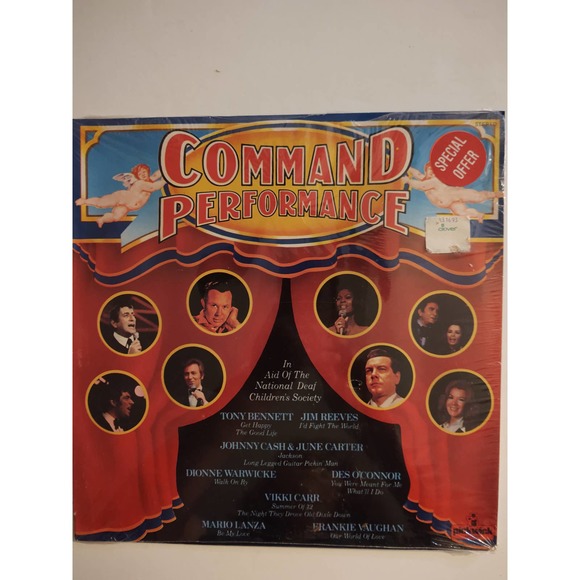 COMMAND
PERFORMANCE
SPECIAL
OFFER
clover
In
Aid Of The
National Deaf
Children's Society
TONY BENNETT
Get Happy
The Good Life
JIM REEVES
I'd Fight The World
JOHNNY CASH & JUNE CARTER
Jackson
Long Legged Guitar Pickin' Man
DIONNE WARWICKE
Walk On By
DES O'CONNOR
You Were Meant For Me
What'll I Do
VIKKI CARR
Summer Of 42
The Night They Drove Old Dixie Down
MARIO LANZA
Be My Love
FRANKIE VAUGHAN
Our World Of Love
pickwick